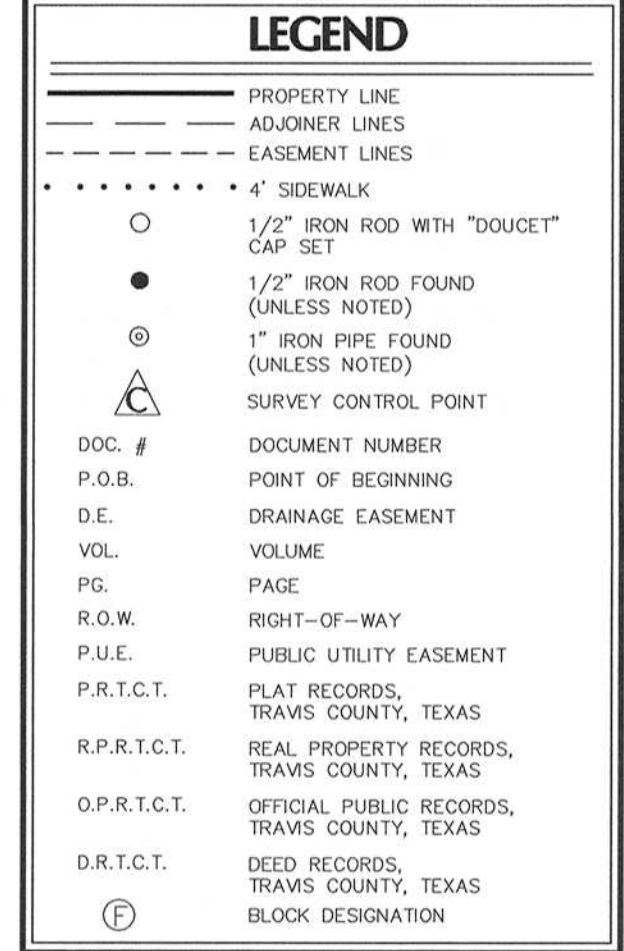 LEGEND
PROPERTY LINE
ADJOINER LINES
EASEMENT LINES
4' SIDEWALK
1/2" IRON ROD WITH "DOUCET"
CAP SET
1/2" IRON ROD FOUND
(UNLESS NOTED)
1" IRON PIPE FOUND
(UNLESS NOTED)
C SURVEY CONTROL POINT
DOC. # DOCUMENT NUMBER
P.O.B. POINT OF BEGINNING
D.E. DRAINAGE EASEMENT
VOL. VOLUME
PG. PAGE
R.O.W. RIGHT-OF-WAY
P.U.E. PUBLIC UTILITY EASEMENT
P.R.T.C.T. PLAT RECORDS,
TRAVIS COUNTY, TEXAS
R.P.R.T.C.T. REAL PROPERTY RECORDS,
TRAVIS COUNTY, TEXAS
O.P.R.T.C.T. OFFICIAL PUBLIC RECORDS,
TRAVIS COUNTY, TEXAS
D.R.T.C.T. DEED RECORDS,
TRAVIS COUNTY, TEXAS
F BLOCK DESIGNATION